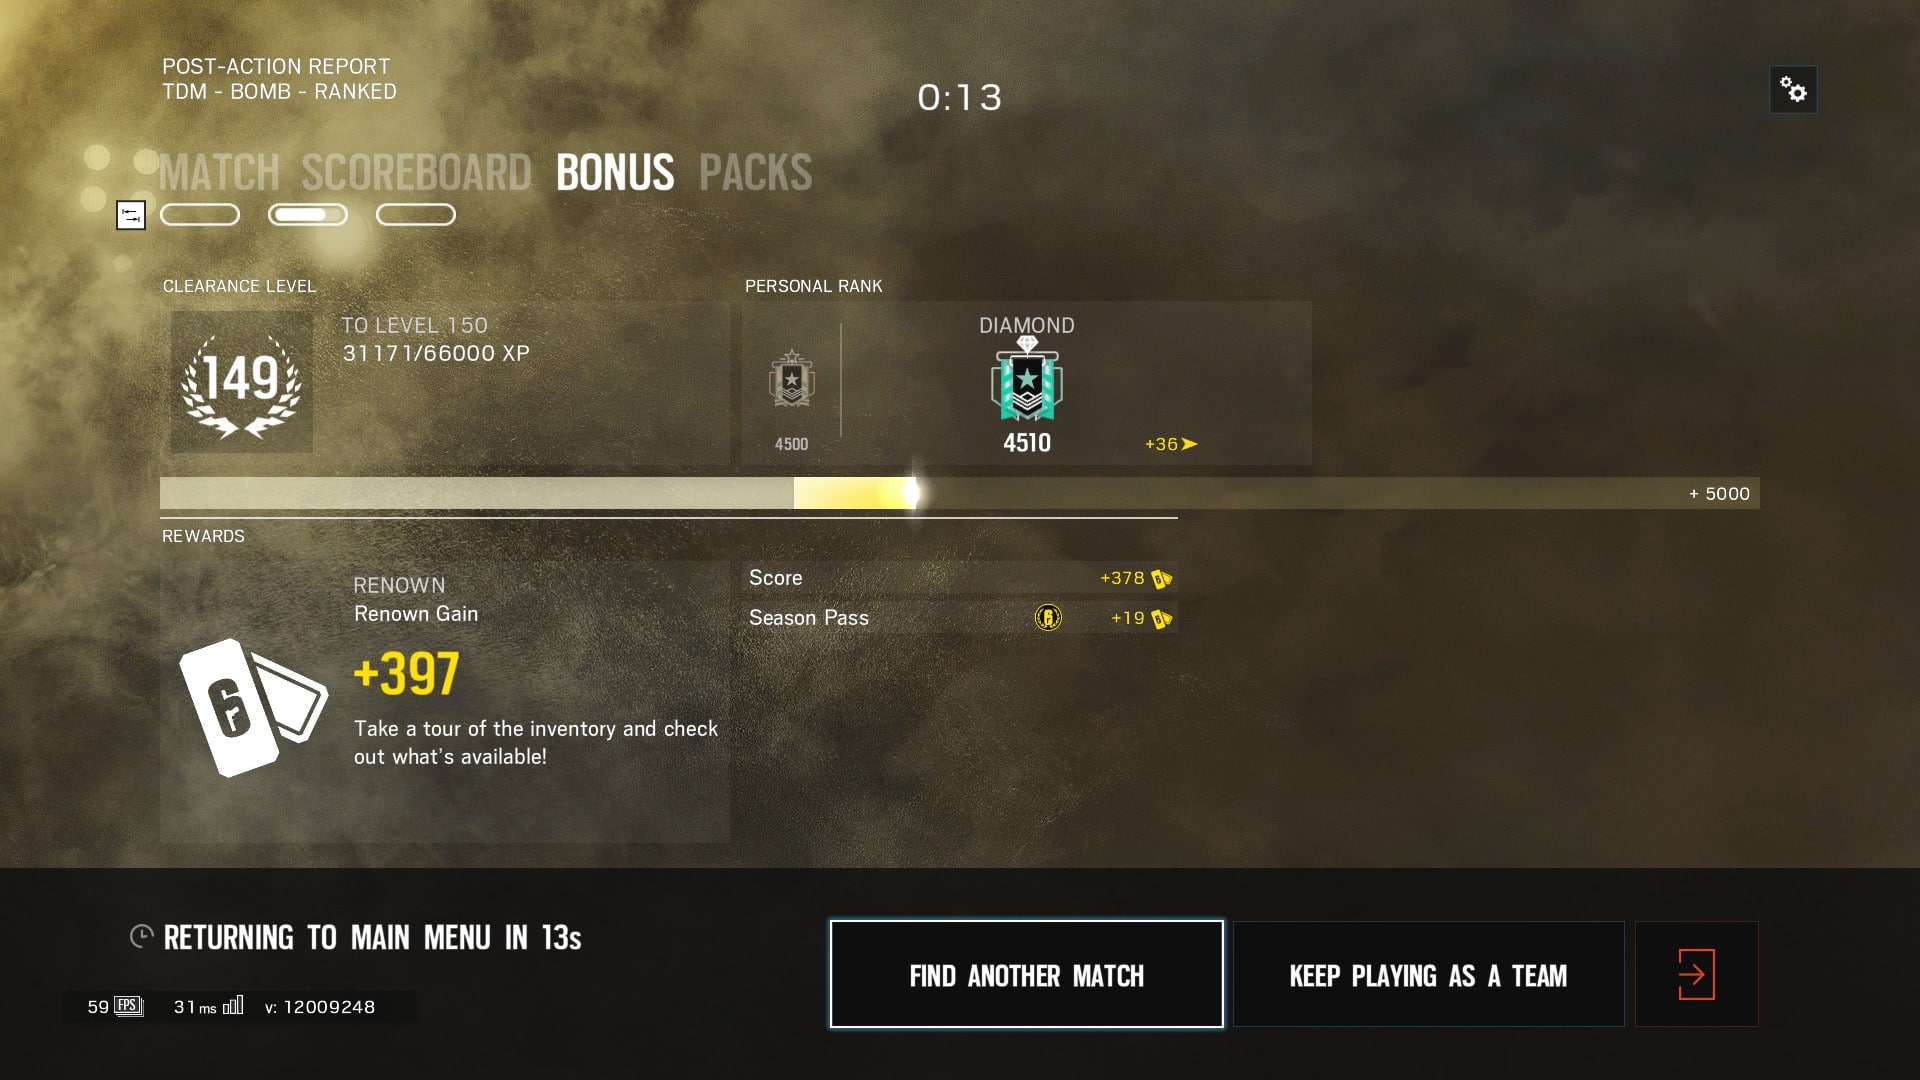 POST-ACTION REPORT
TDM - BOMB - RANKED
0:13
MATCH SCOREBOARD BONUS PACKS
CLEARANCE LEVEL
149
TO LEVEL 150
31171/66000 XP
PERSONAL RANK
4500
DIAMOND
4510
+36
+ 5000
REWARDS
RENOWN
Renown Gain
+397
Take a tour of the inventory and check
out what's available!
Score +378
Season Pass +19
RETURNING TO MAIN MENU IN 13s
FIND ANOTHER MATCH
KEEP PLAYING AS A TEAM
59 FPS 31 ms v: 12009248